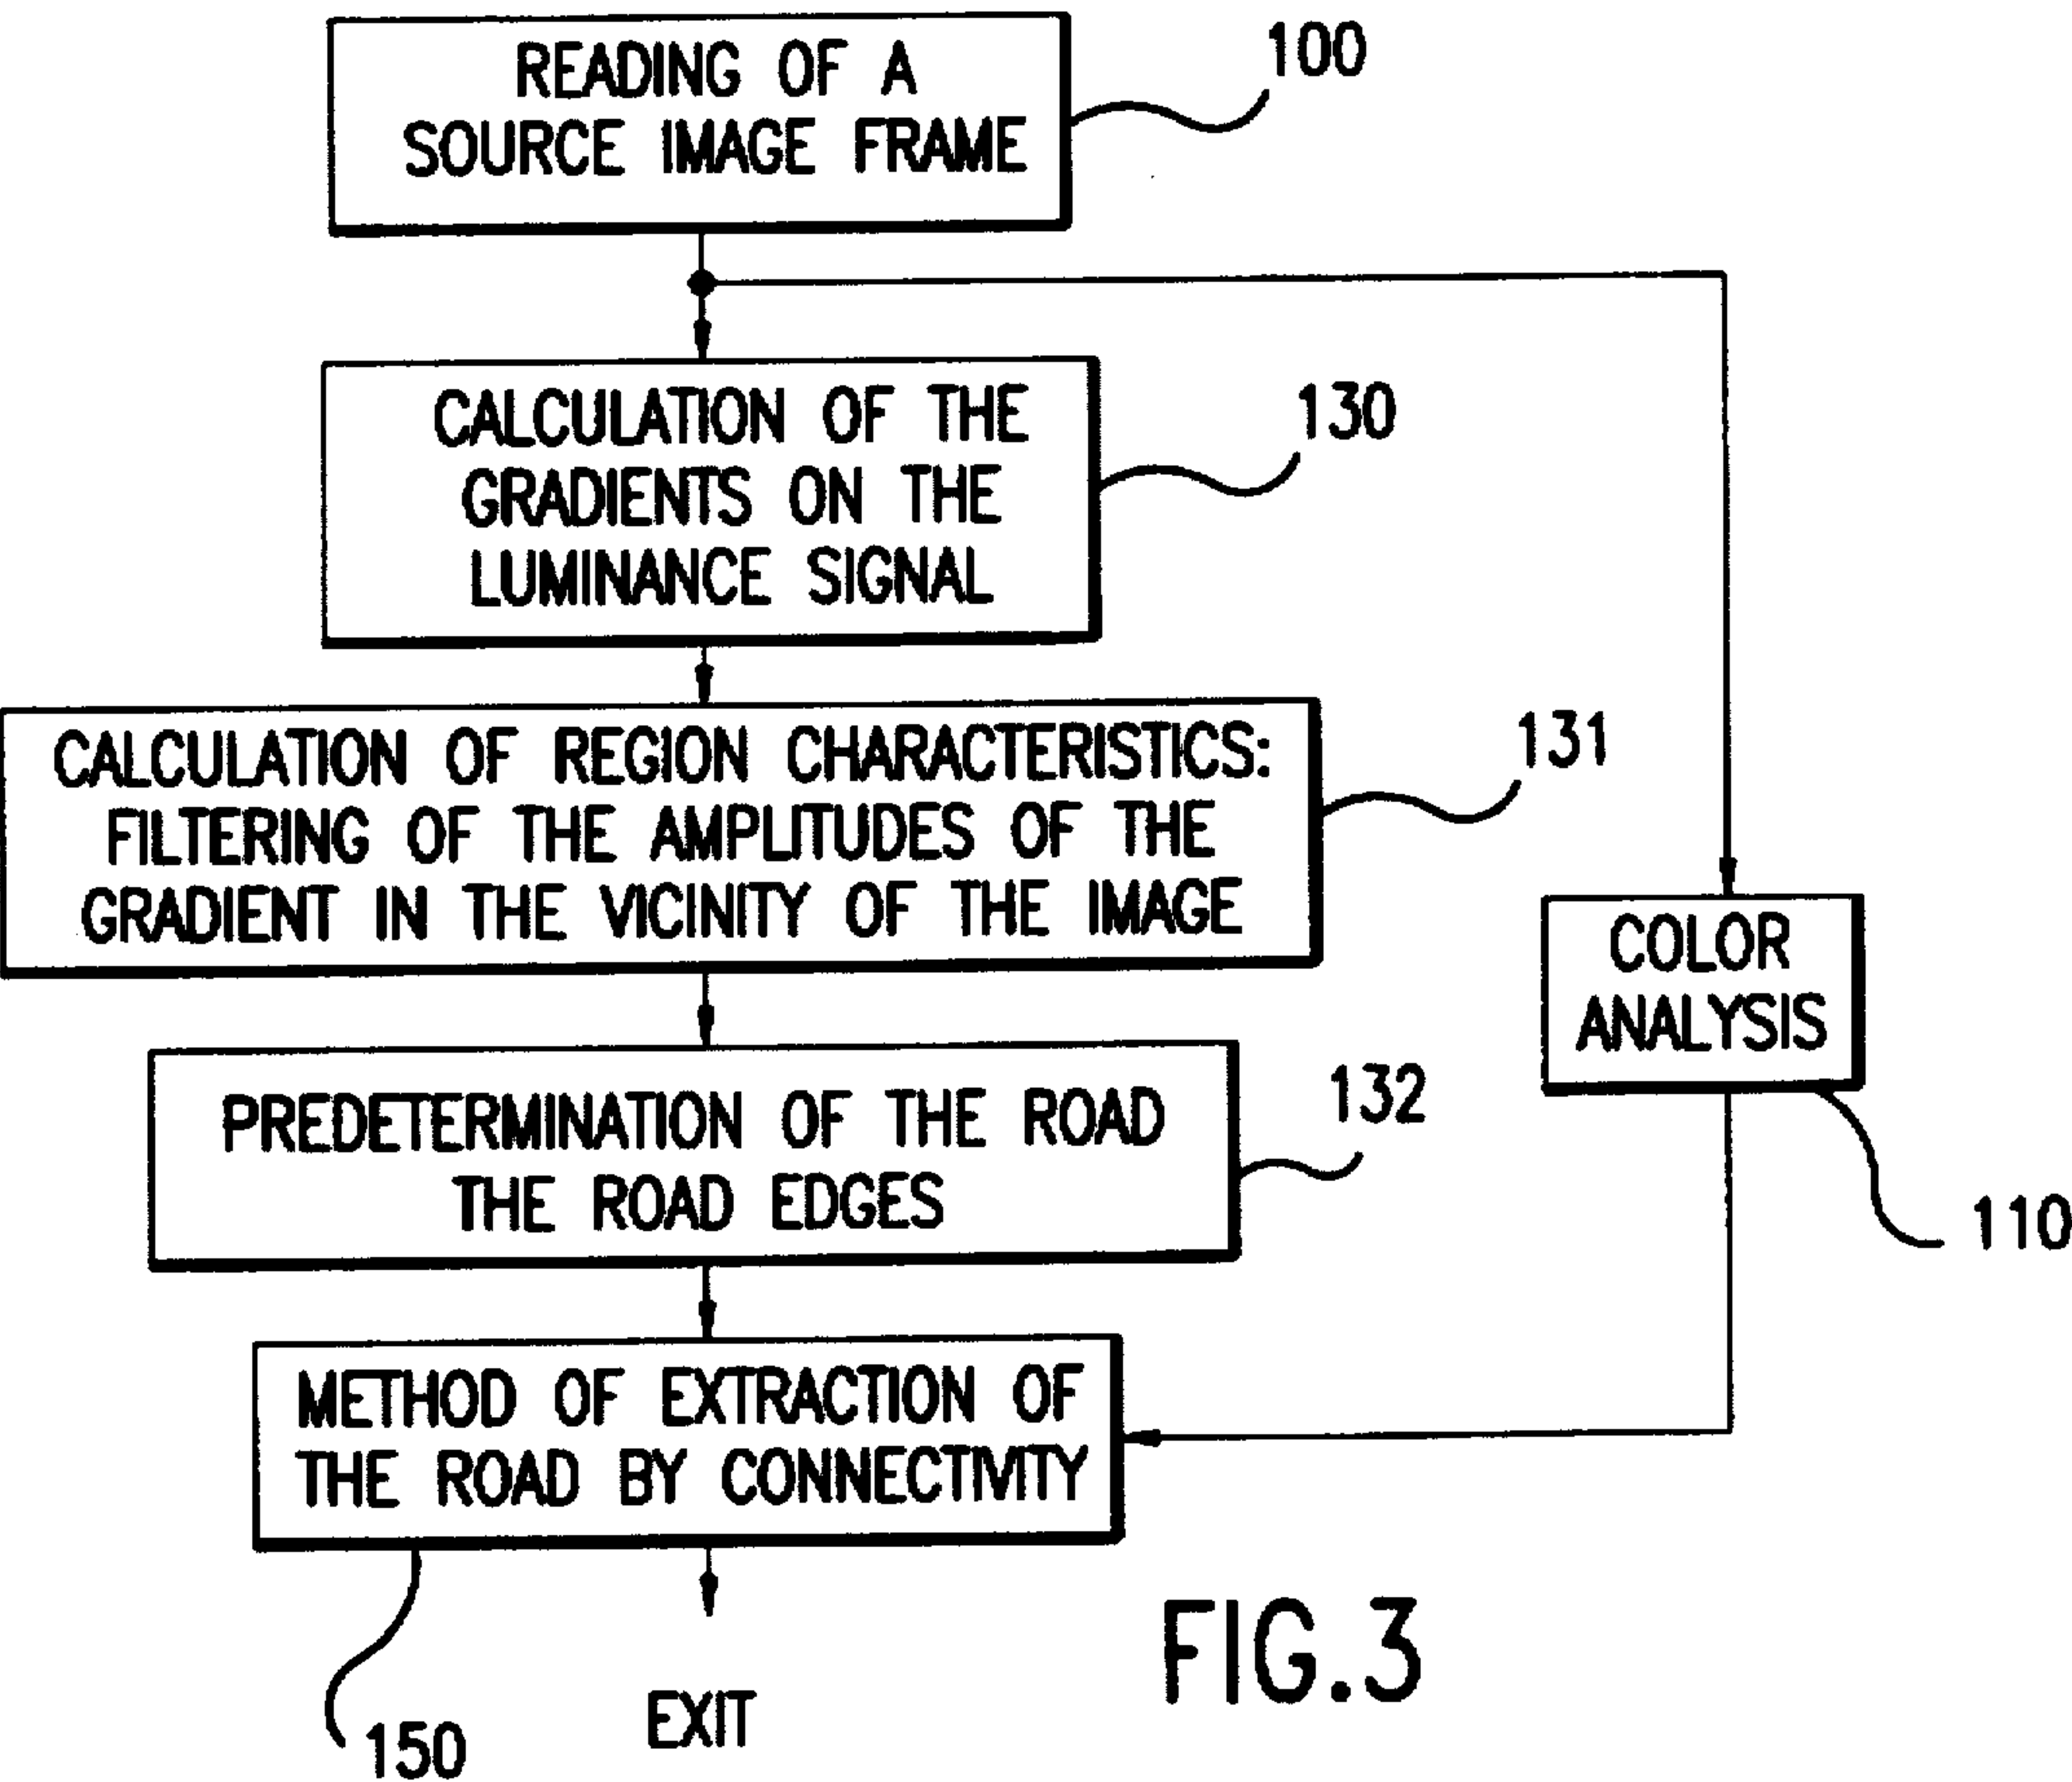 READING OF A
SOURCE IMAGE FRAME
100
CALCULATION OF THE
GRADIENTS ON THE
LUMINANCE SIGNAL
130
CALCULATION OF REGION CHARACTERISTICS:
FILTERING OF THE AMPLITUDES OF THE
GRADIENT IN THE VICINITY OF THE IMAGE
131
COLOR
ANALYSIS
110
PREDETERMINATION OF THE ROAD
THE ROAD EDGES
132
METHOD OF EXTRACTION OF
THE ROAD BY CONNECTIVITY
150
EXIT
FIG.3